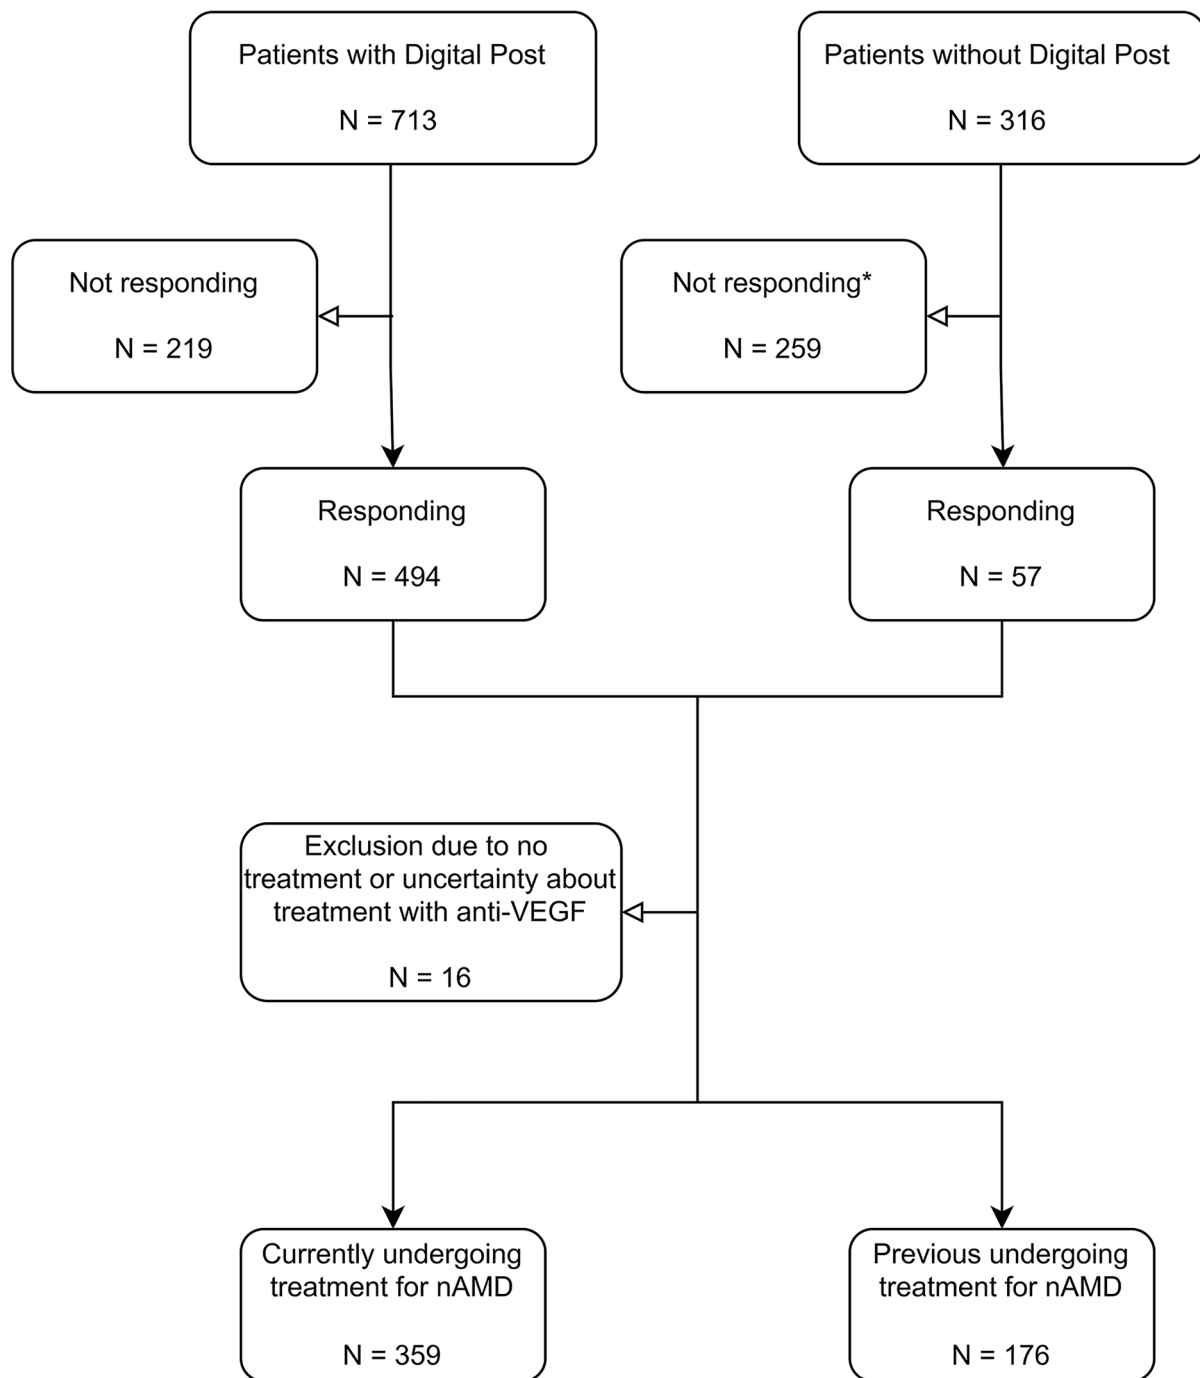 Patients with Digital Post
N = 713
Patients without Digital Post
N = 316
Not responding
N = 219
Not responding*
N = 259
Responding
N = 494
Responding
N = 57
Exclusion due to no
treatment or uncertainty about
treatment with anti-VEGF
N = 16
Currently undergoing
treatment for nAMD
N = 359
Previous undergoing
treatment for nAMD
N = 176